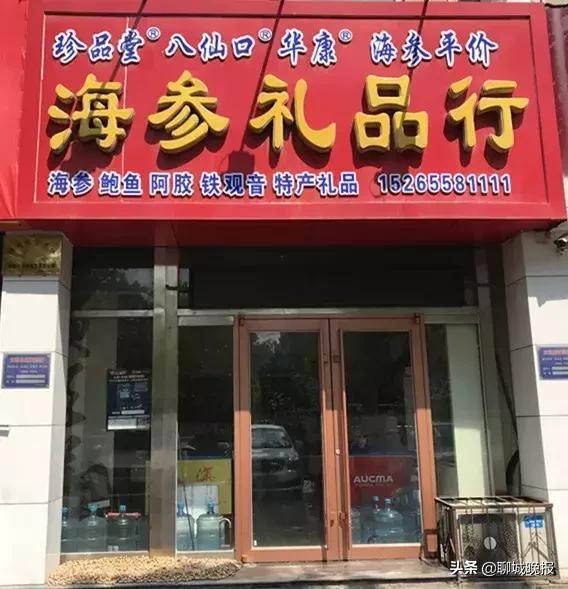 珍品堂® 八仙口® 华康® 海参平价
海参礼品行
海参 鲍鱼 阿胶 铁观音 特产礼品 15265581111
AUCMA
头条 @聊城晚报